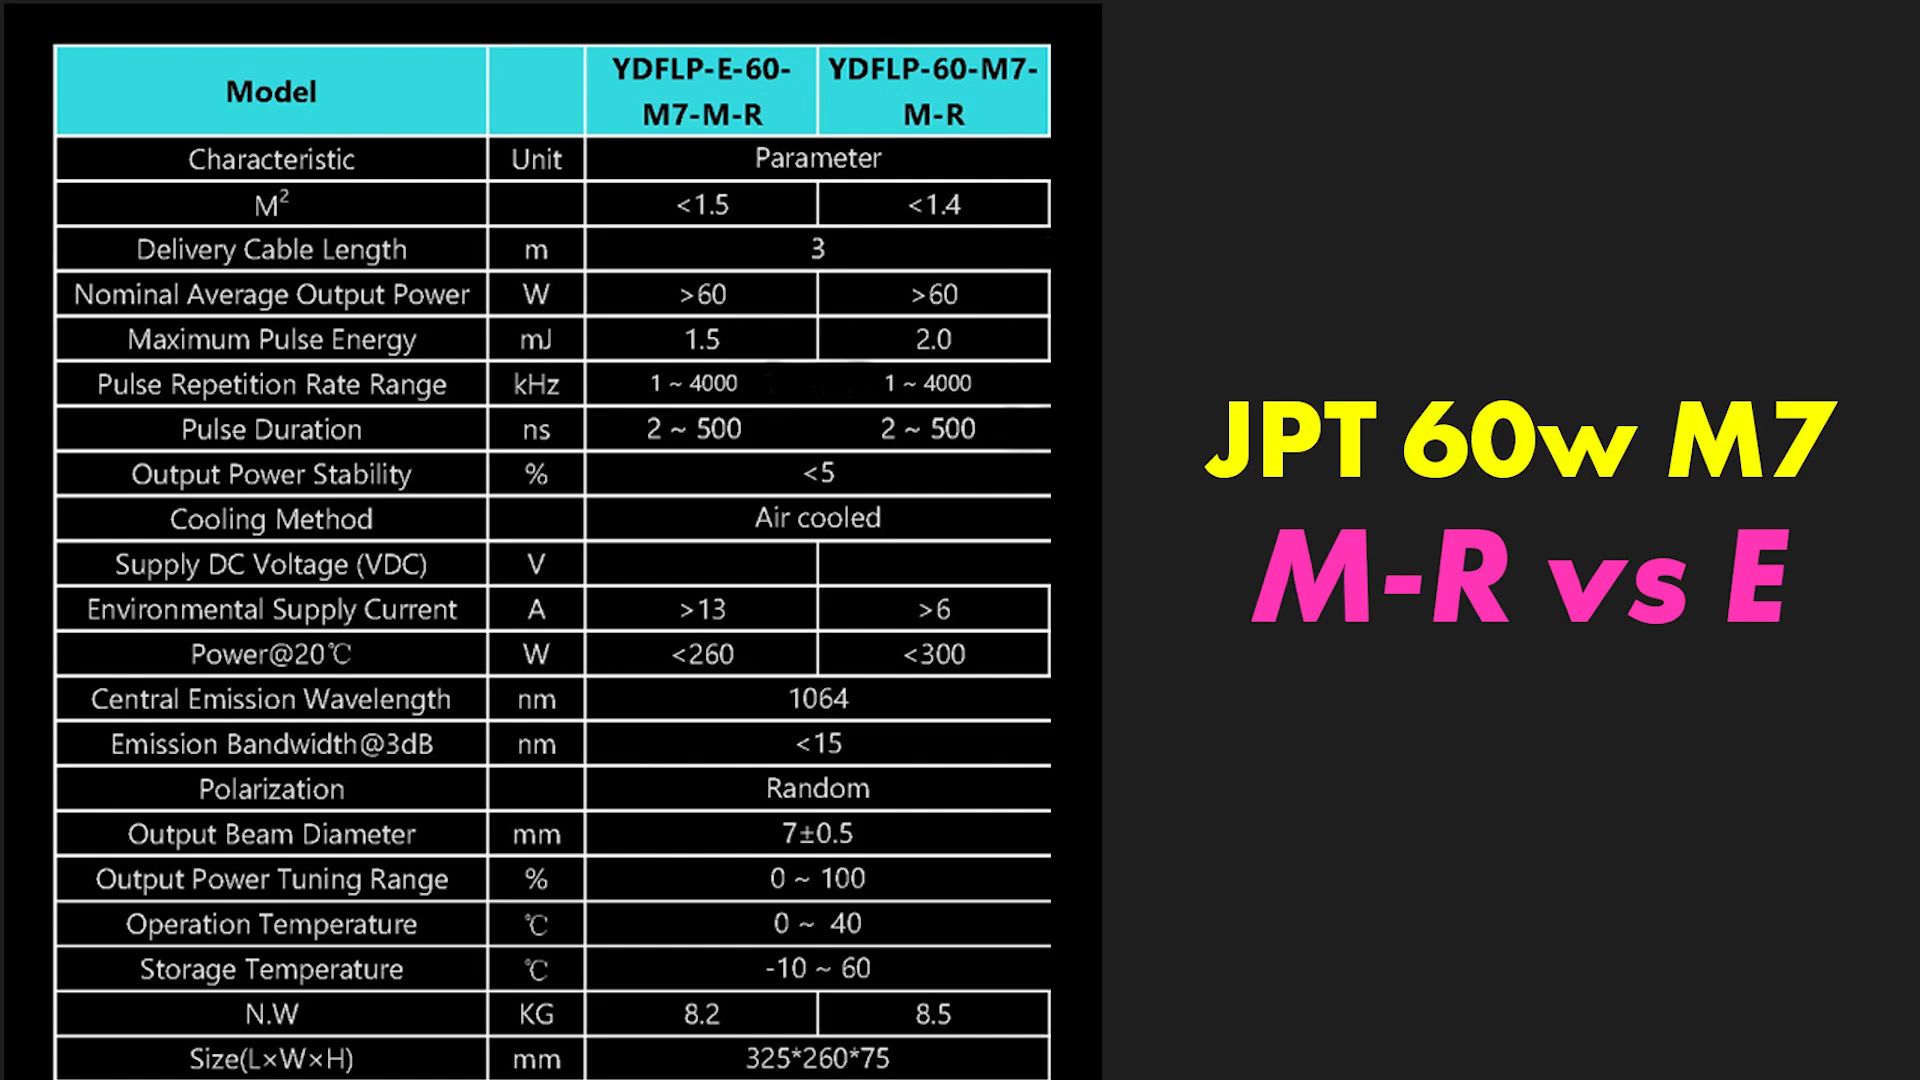 Model YDFLP-E-60- YDFLP-60-M7-
M7-M-R M-R
Characteristic Unit Parameter
M² <1.5 <1.4
Delivery Cable Length m 3
Nominal Average Output Power W >60 >60
Maximum Pulse Energy mJ 1.5 2.0
Pulse Repetition Rate Range kHz 1 ~ 4000 1 ~ 4000
Pulse Duration ns 2 ~ 500 2 ~ 500
Output Power Stability % <5
Cooling Method Air cooled
Supply DC Voltage (VDC) V
Environmental Supply Current A >13 >6
Power@20℃ W <260 <300
Central Emission Wavelength nm 1064
Emission Bandwidth@3dB nm <15
Polarization Random
Output Beam Diameter mm 7±0.5
Output Power Tuning Range % 0 ~ 100
Operation Temperature ℃ 0 ~ 40
Storage Temperature ℃ -10 ~ 60
N.W KG 8.2 8.5
Size(L×W×H) mm 325*260*75
JPT 60w M7
M-R vs E